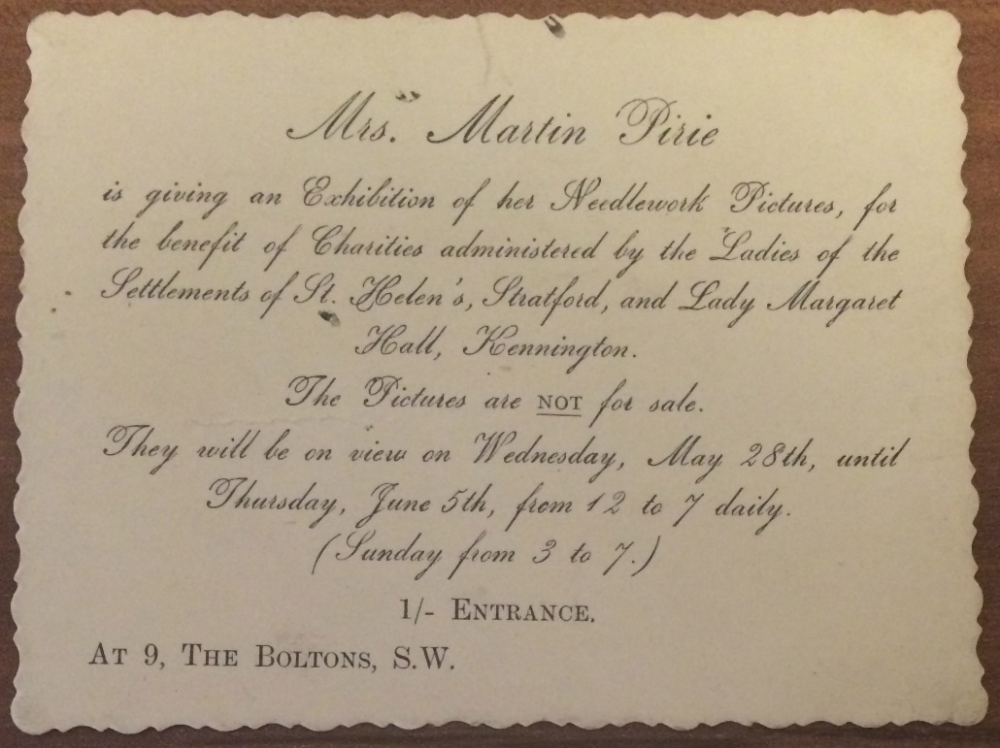 Mrs. Martin Pirie
is giving an Exhibition of her Needlework Pictures, for
the benefit of Charities administered by the Ladies of the
Settlements of St. Helen's, Stratford, and Lady Margaret
Hall, Kennington.
The Pictures are NOT for sale.
They will be on view on Wednesday, May 28th, until
Thursday, June 5th, from 12 to 7 daily.
(Sunday from 3 to 7.)
1/- ENTRANCE.
AT 9, THE BOLTONS, S.W.